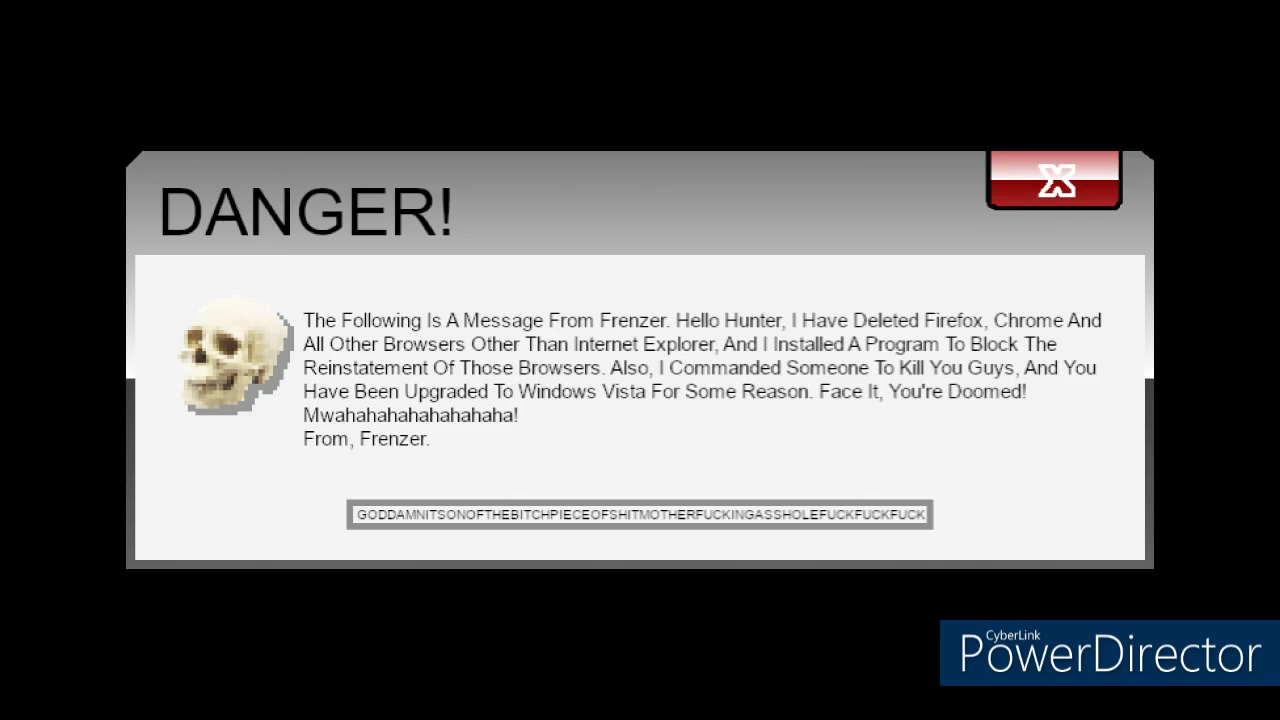 DANGER!
X
The Following Is A Message From Frenzer. Hello Hunter, I Have Deleted Firefox, Chrome And
All Other Browsers Other Than Internet Explorer, And I Installed A Program To Block The
Reinstatement Of Those Browsers. Also, I Commanded Someone To Kill You Guys, And You
Have Been Upgraded To Windows Vista For Some Reason. Face It, You're Doomed!
Mwahahahahahahahaha!
From, Frenzer.
GODDAMNITSONOFTHEBITCHPIECEOFSHITMOTHERFUCKINGASSHOLEFUCKFUCKFUCK
CyberLink
PowerDirector